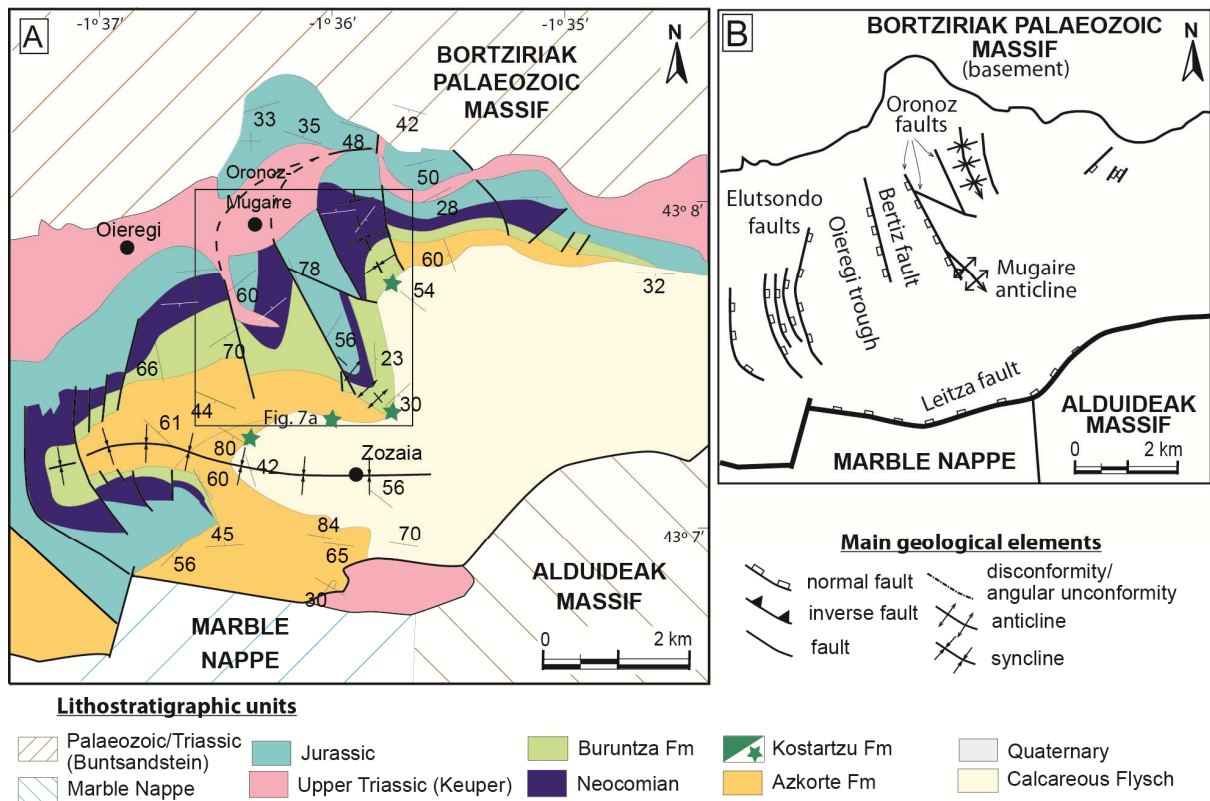 A
-1° 37'
-1° 36'
-1° 35'
N
BORTZIRIAK
PALAEOZOIC
MASSIF
33
35
48
42
50
28
Oronoz-
Mugaire
Oieregi
43° 8'
78
60
60
54
32
56
23
70
66
44
Fig. 7a
30
61
80
42
60
Zozaia
56
45
84
70
43° 7'
56
65
30
ALDUIDEAK
MASSIF
MARBLE
NAPPE
0 2 km
B
BORTZIRIAK PALAEOZOIC
MASSIF
(basement)
N
Oronoz
faults
Elutsondo
faults
Oieregi trough
Bertiz fault
Mugaire
anticline
Leitza fault
ALDUIDEAK
MASSIF
MARBLE NAPPE
0 2 km
Main geological elements
normal fault
inverse fault
fault
disconformity/
angular unconformity
anticline
syncline
Lithostratigraphic units
Palaeozoic/Triassic
(Buntsandstein)
Marble Nappe
Jurassic
Upper Triassic (Keuper)
Buruntza Fm
Neocomian
Kostartzu Fm
Azkorte Fm
Quaternary
Calcareous Flysch